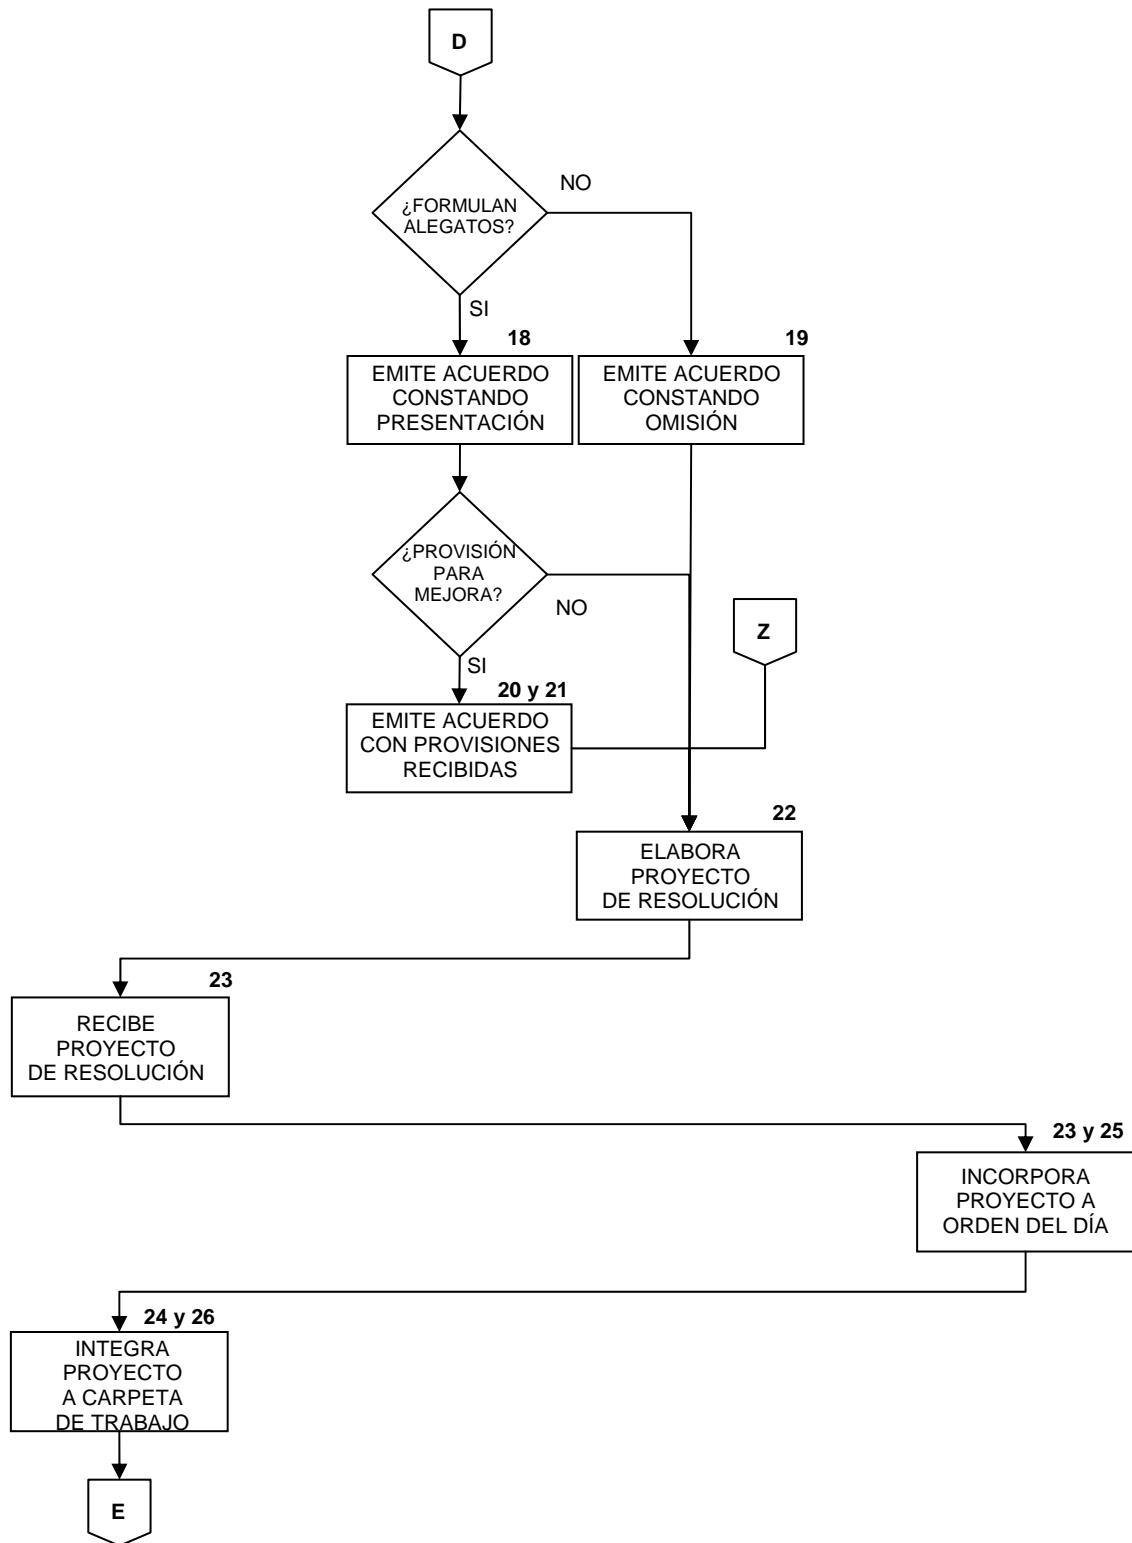 D
NO
¿FORMULAN
ALEGATOS?
SI
18
19
EMITE ACUERDO
CONSTANDO
PRESENTACIÓN
EMITE ACUERDO
CONSTANDO
OMISIÓN
¿PROVISIÓN
PARA
MEJORA?
NO
Z
SI
20 y 21
EMITE ACUERDO
CON PROVISIONES
RECIBIDAS
22
ELABORA
PROYECTO
DE RESOLUCIÓN
23
RECIBE
PROYECTO
DE RESOLUCIÓN
23 y 25
INCORPORA
PROYECTO A
ORDEN DEL DÍA
24 y 26
INTEGRA
PROYECTO
A CARPETA
DE TRABAJO
E